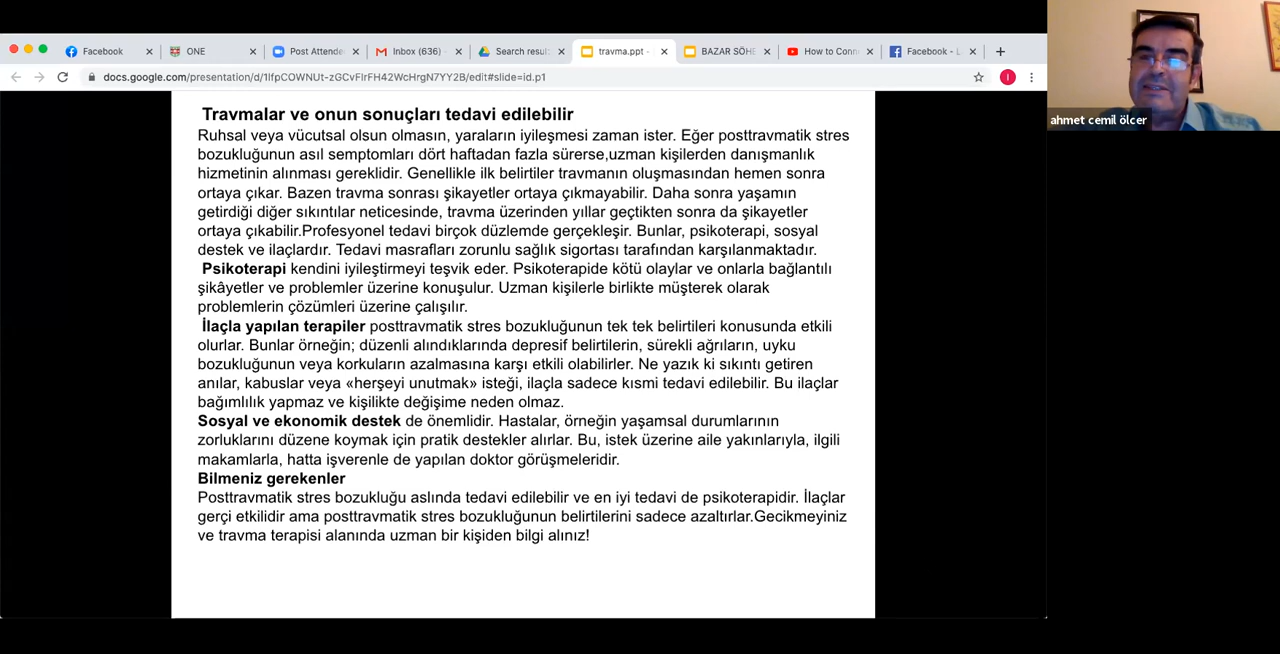 Facebook
ONE
Post Attende
Inbox (636)
Search resul
travma.ppt -
BAZAR SÖHE
How to Conn
Facebook - L
docs.google.com/presentation/d/1IfpCOWNUt-zGCvFIrFH42WcHrgN7YY2B/edit#slide=id.p1
ahmet cemil ölcer
Travmalar ve onun sonuçları tedavi edilebilir
Ruhsal veya vücutsal olsun olmasın, yaraların iyileşmesi zaman ister. Eğer posttravmatik stres
bozukluğunun asıl semptomları dört haftadan fazla sürerse,uzman kişilerden danışmanlık
hizmetinin alınması gereklidir. Genellikle ilk belirtiler travmanın oluşmasından hemen sonra
ortaya çıkar. Bazen travma sonrası şikayetler ortaya çıkmayabilir. Daha sonra yaşamın
getirdiği diğer sıkıntılar neticesinde, travma üzerinden yıllar geçtikten sonra da şikayetler
ortaya çıkabilir.Profesyonel tedavi birçok düzlemde gerçekleşir. Bunlar, psikoterapi, sosyal
destek ve ilaçlardır. Tedavi masrafları zorunlu sağlık sigortası tarafından karşılanmaktadır.
Psikoterapi kendini iyileştirmeyi teşvik eder. Psikoterapide kötü olaylar ve onlarla bağlantılı
şikâyetler ve problemler üzerine konuşulur. Uzman kişilerle birlikte müşterek olarak
problemlerin çözümleri üzerine çalışılır.
İlaçla yapılan terapiler posttravmatik stres bozukluğunun tek tek belirtileri konusunda etkili
olurlar. Bunlar örneğin; düzenli alındıklarında depresif belirtilerin, sürekli ağrıların, uyku
bozukluğunun veya korkuların azalmasına karşı etkili olabilirler. Ne yazık ki sıkıntı getiren
anılar, kabuslar veya «herşeyi unutmak» isteği, ilaçla sadece kısmi tedavi edilebilir. Bu ilaçlar
bağımlılık yapmaz ve kişilikte değişime neden olmaz.
Sosyal ve ekonomik destek de önemlidir. Hastalar, örneğin yaşamsal durumlarının
zorluklarını düzene koymak için pratik destekler alırlar. Bu, istek üzerine aile yakınlarıyla, ilgili
makamlarla, hatta işverenle de yapılan doktor görüşmeleridir.
Bilmeniz gerekenler
Posttravmatik stres bozukluğu aslında tedavi edilebilir ve en iyi tedavi de psikoterapidir. İlaçlar
gerçi etkilidir ama posttravmatik stres bozukluğunun belirtilerini sadece azaltırlar.Gecikmeyiniz
ve travma terapisi alanında uzman bir kişiden bilgi alınız!